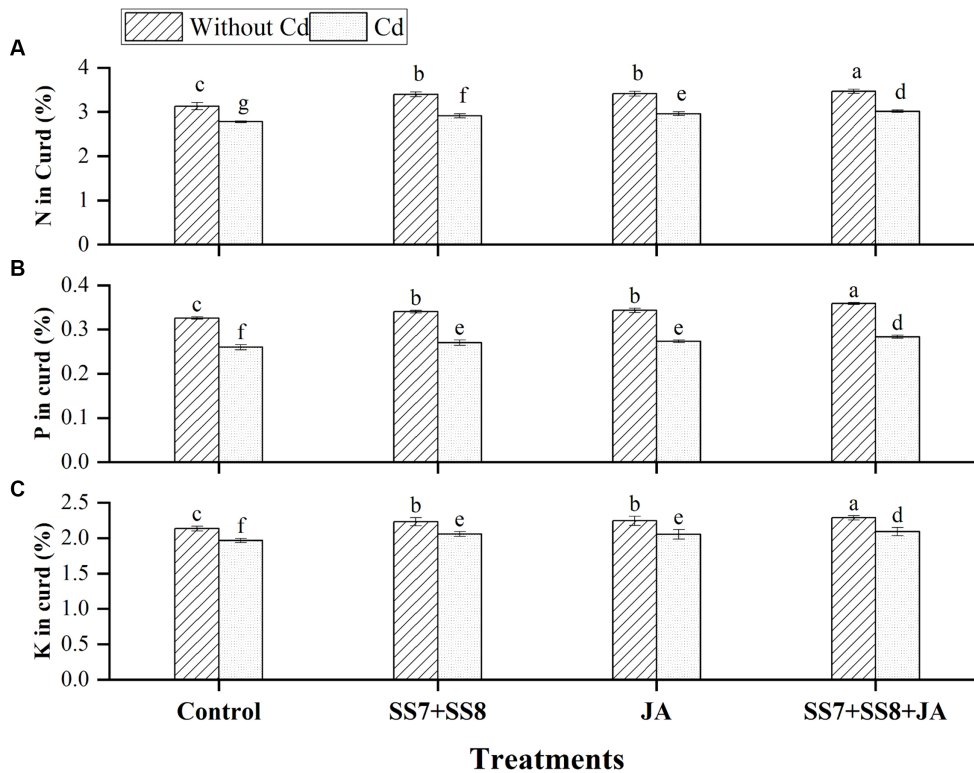 Without Cd Cd
A
N in Curd (%)
4
3
2
1
0
c g b f b e a d
B
P in curd (%)
0.4
0.3
0.2
0.1
0.0
c f b e b e a d
C
K in curd (%)
2.5
2.0
1.5
1.0
0.5
0.0
c f b e b e a d
Control SS7+SS8 JA SS7+SS8+JA
Treatments